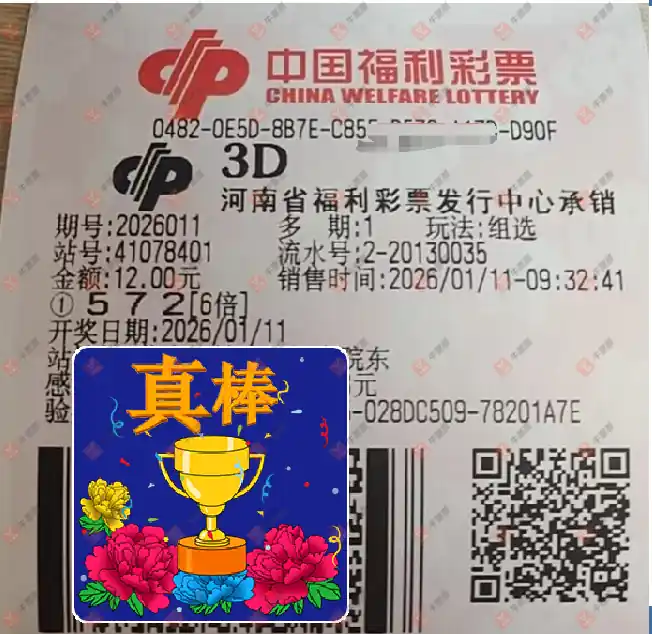 中国福利彩票
CHINA WELFARE LOTTERY
0482-0E5D-8B7E-C85
-D90F
3D
河南省福利彩票发行中心承销
期号:2026011 多 期:1 玩法:组选
站号:41078401 流水号:2-20130035
金额:12.00元 销售时间:2026/01/11-09:32:41
① 5 7 2[6倍]
开奖日期:2026/01/11
站 院东
感 元
验 -028DC509-78201A7E
真棒